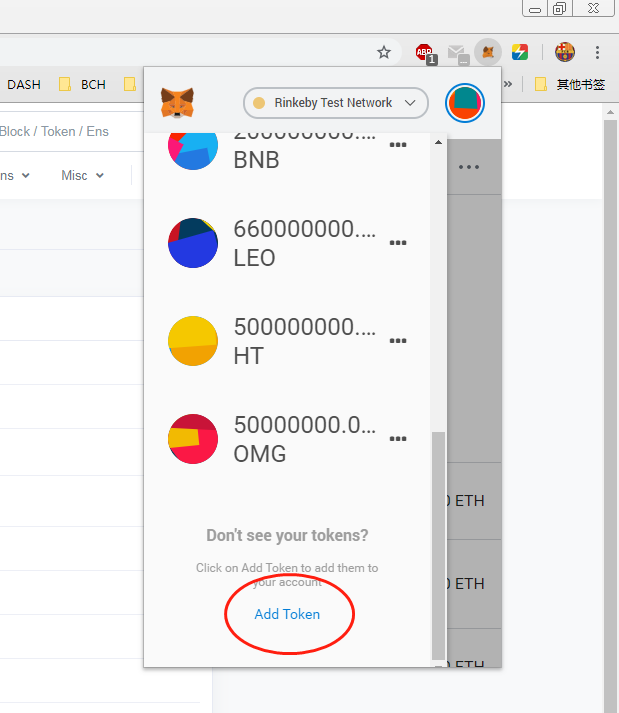 ABP
1
DASH
BCH
»
其他书签
Rinkeby Test Network
Block / Token / Ens
ns
Misc
BNB
660000000....
LEO
500000000....
HT
50000000.0...
OMG
ETH
Don't see your tokens?
Click on Add Token to add them to
your account
ETH
Add Token
ETH